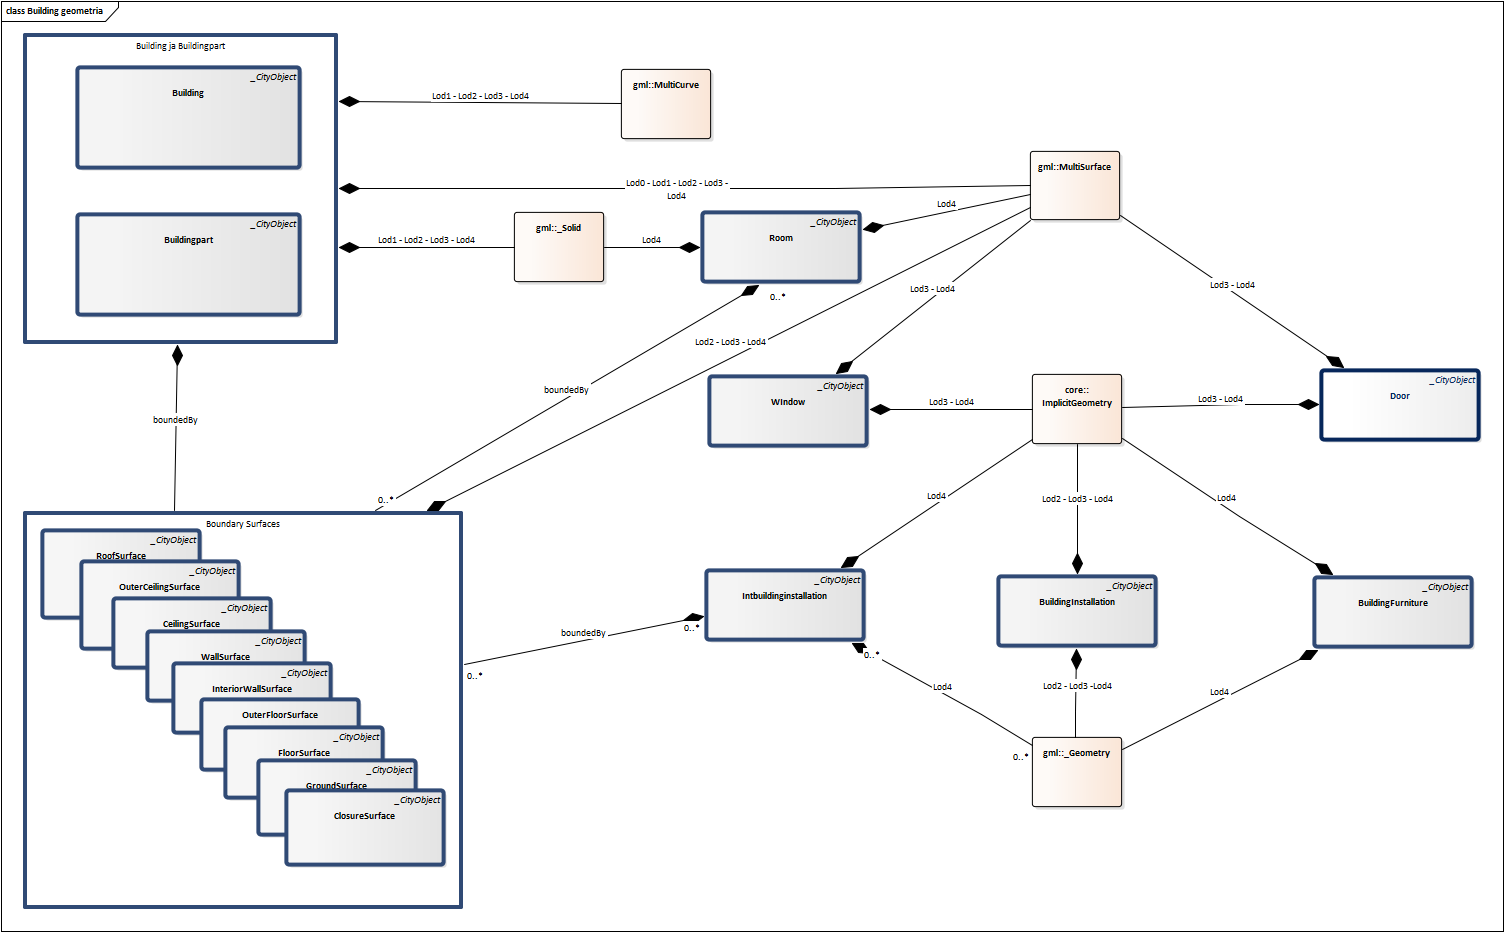 class Building geometria
Building ja Buildingpart
_CityObject
Building
Lod1 - Lod2 - Lod3 - Lod4
gml::MultiCurve
gml::MultiSurface
Lod0 - Lod1 - Lod2 - Lod3 -
Lod4
_CityObject
Buildingpart
Lod1 - Lod2 - Lod3 - Lod4
gml::_Solid
Lod4
_CityObject
Room
Lod4
0..*
Lod3 - Lod4
Lod3 - Lod4
Lod2 - Lod3 - Lod4
boundedBy
boundedBy
_CityObject
WIndow
Lod3 - Lod4
core::
ImplicitGeometry
Lod3 - Lod4
_CityObject
Door
0..*
Lod4
Lod2 - Lod3 - Lod4
Lod4
Boundary Surfaces
_CityObject
RoofSurface
_CityObject
OuterCeilingSurface
_CityObject
CeilingSurface
_CityObject
WallSurface
_CityObject
InteriorWallSurface
OuterFloorSurface
_CityObject
FloorSurface
_CityObject
GroundSurface
_CityObject
ClosureSurface
boundedBy
0..*
0..*
_CityObject
Intbuildinginstallation
_CityObject
BuildingInstallation
_CityObject
BuildingFurniture
0..*
Lod4
Lod2 - Lod3 -Lod4
Lod4
0..*
gml::_Geometry